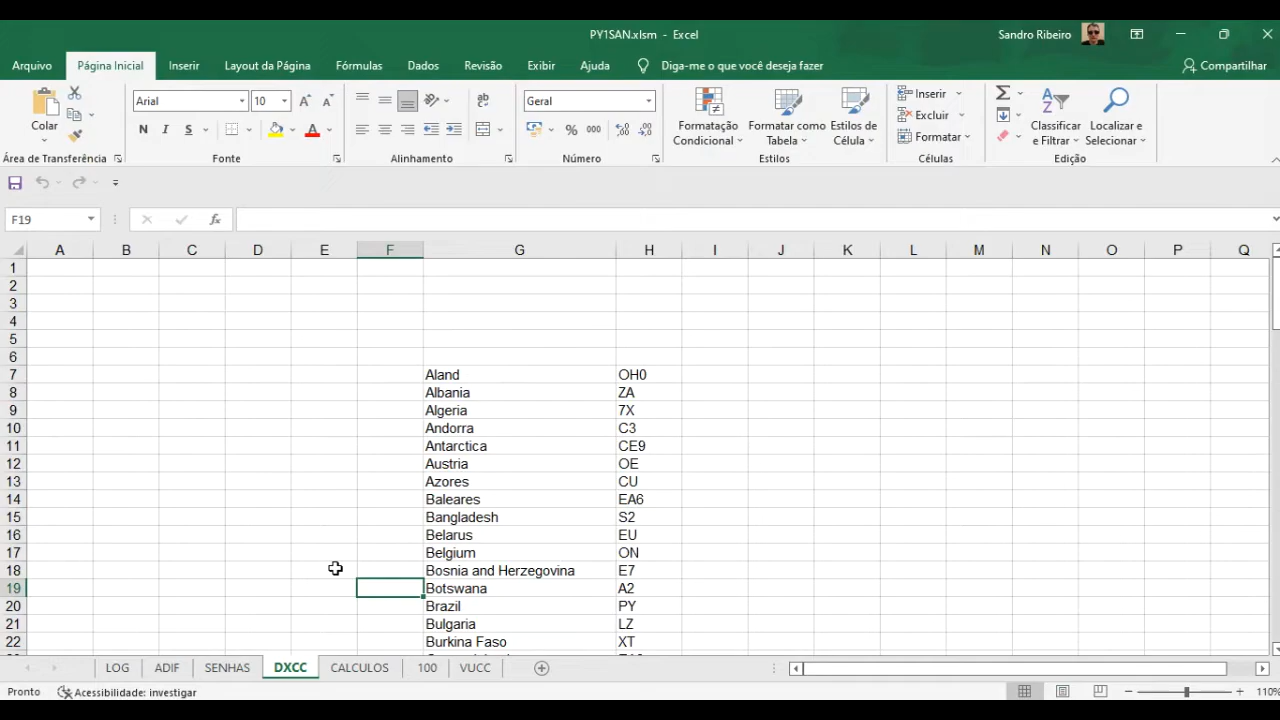 PY1SAN.xlsm - Excel
Sandro Ribeiro
Arquivo Página Inicial Inserir Layout da Página Fórmulas Dados Revisão Exibir Ajuda Diga-me o que você deseja fazer Compartilhar
Colar
Arial 10
N I S
Geral
% 000
Formatação Condicional
Formatar como Tabela
Estilos de Célula
Inserir
Excluir
Formatar
Classificar e Filtrar
Localizar e Selecionar
Área de Transferência Fonte Alinhamento Número Estilos Células Edição
F19 fx
A B C D E F G H I J K L M N O P Q
1
2
3
4
5
6
7 Aland OH0
8 Albania ZA
9 Algeria 7X
10 Andorra C3
11 Antarctica CE9
12 Austria OE
13 Azores CU
14 Baleares EA6
15 Bangladesh S2
16 Belarus EU
17 Belgium ON
18 Bosnia and Herzegovina E7
19 Botswana A2
20 Brazil PY
21 Bulgaria LZ
22 Burkina Faso XT
LOG ADIF SENHAS DXCC CALCULOS 100 VUCC
Pronto Acessibilidade: investigar 110%